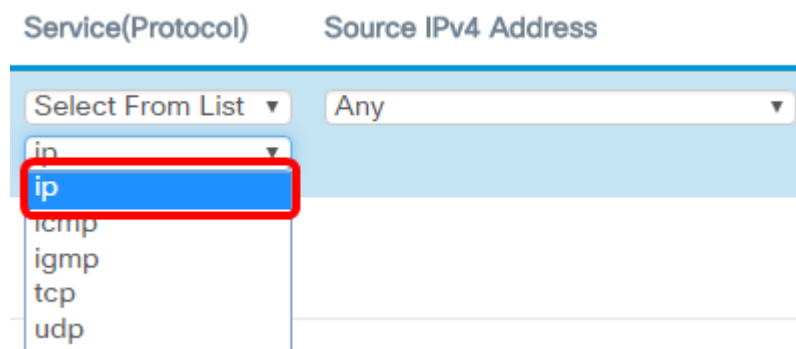 Service(Protocol) Source IPv4 Address
Select From List Any
ip
ip
icmp
igmp
tcp
udp